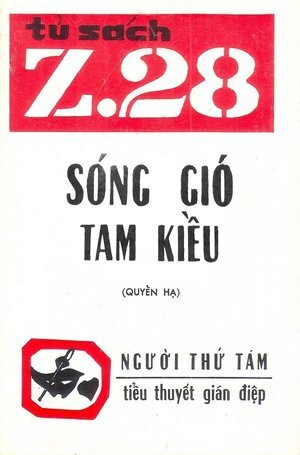 tủ sách
Z.28
SÓNG GIÓ
TAM KIỀU
(QUYỂN HẠ)
NGƯỜI THỨ TÁM
tiểu thuyết gián điệp